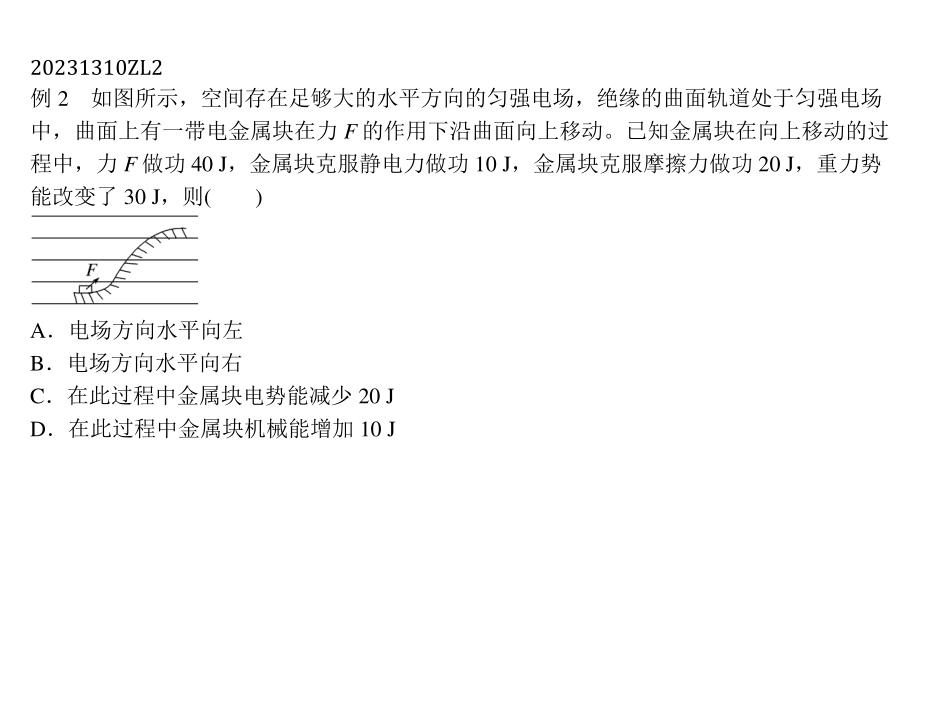 20231310ZL2
例 2　如图所示，空间存在足够大的水平方向的匀强电场，绝缘的曲面轨道处于匀强电场
中，曲面上有一带电金属块在力 F 的作用下沿曲面向上移动。已知金属块在向上移动的过
程中，力 F 做功 40 J，金属块克服静电力做功 10 J，金属块克服摩擦力做功 20 J，重力势
能改变了 30 J，则(　　)
F
A．电场方向水平向左
B．电场方向水平向右
C．在此过程中金属块电势能减少 20 J
D．在此过程中金属块机械能增加 10 J